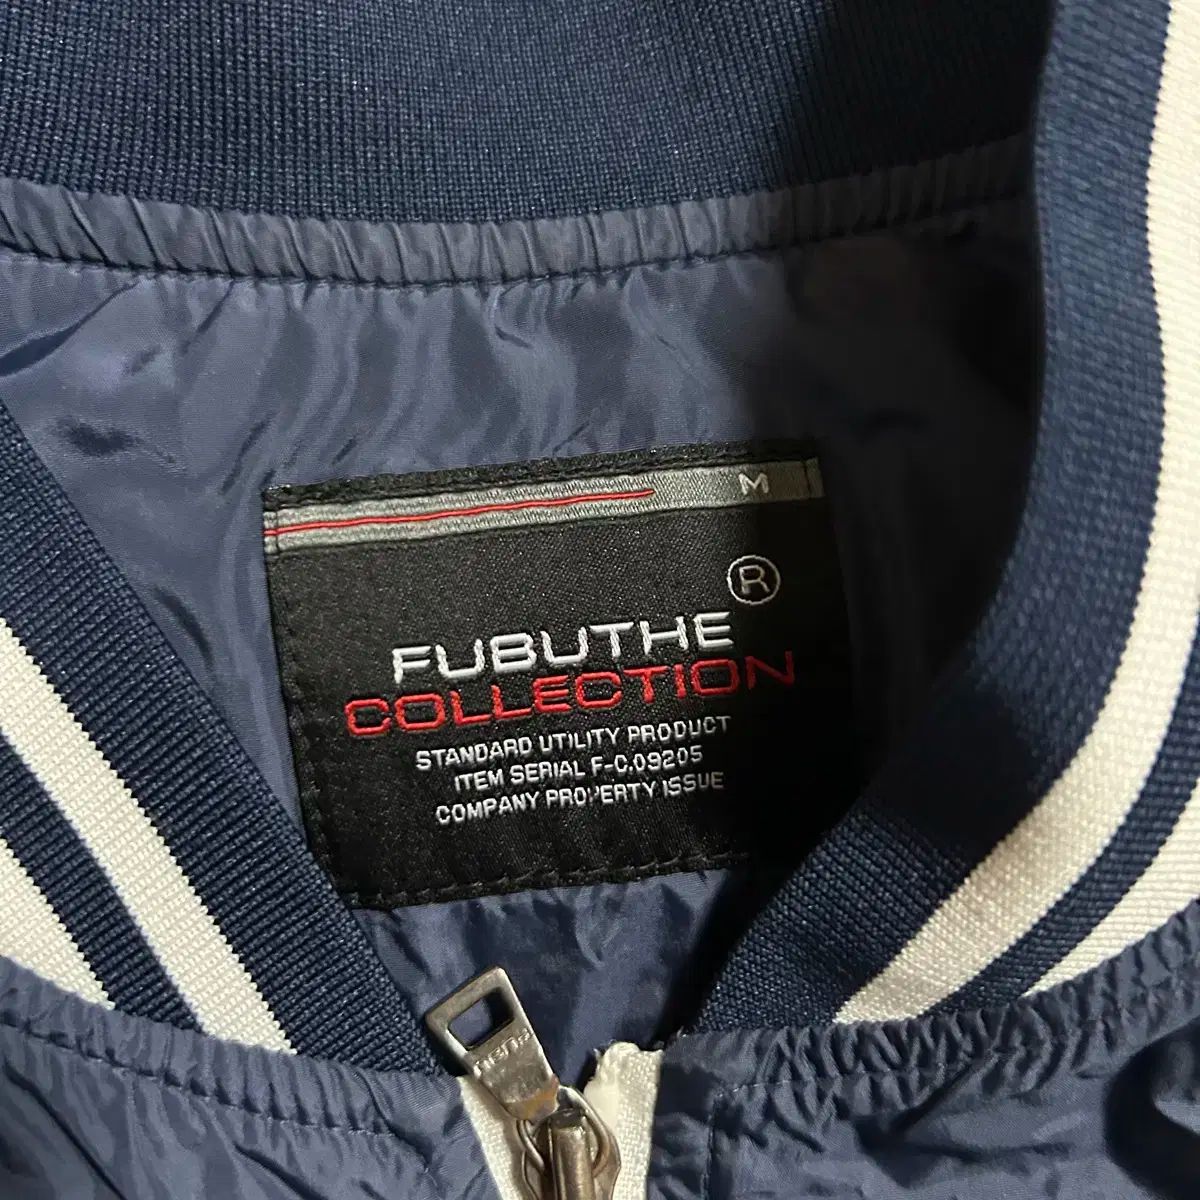 M
®
FUBUTHE
COLLECTION
STANDARD UTILITY PRODUCT
ITEM SERIAL F-C.09205
COMPANY PROPERTY ISSUE